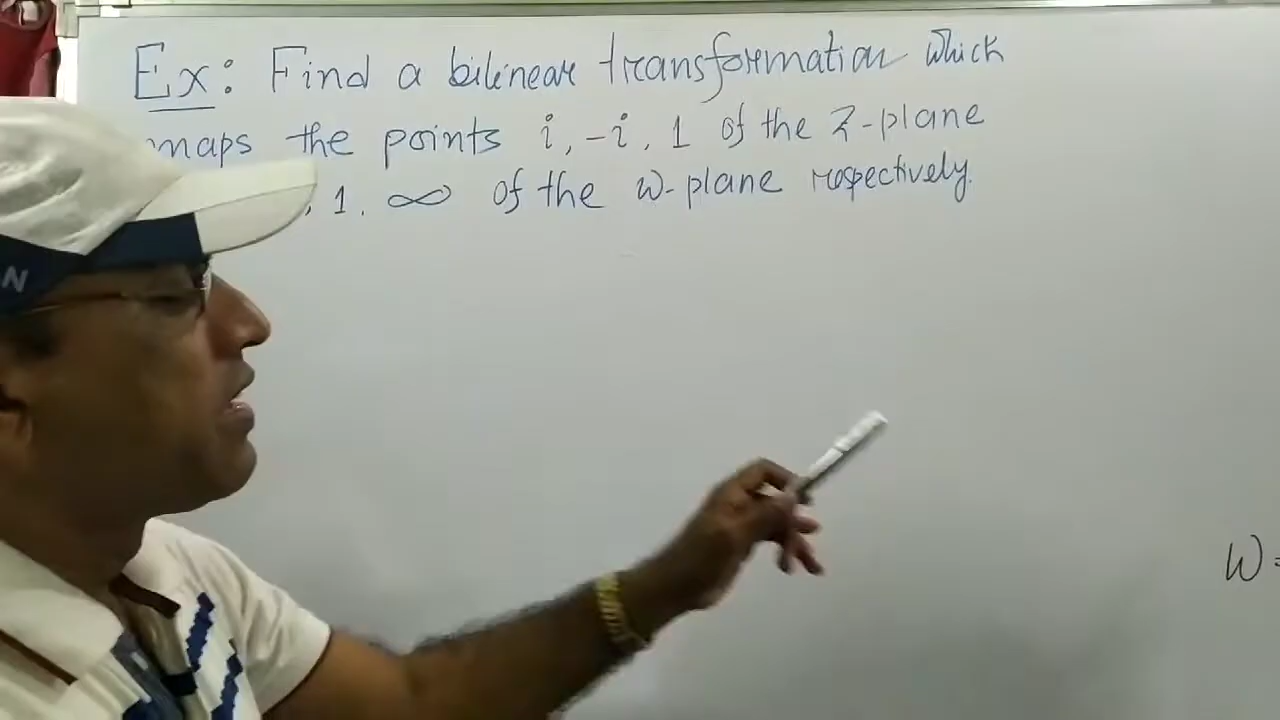 Ex: Find a bilinear transformation which
maps the points i, -i, 1 of the Z-plane
, 1, ∞ of the w-plane respectively.
W =
N